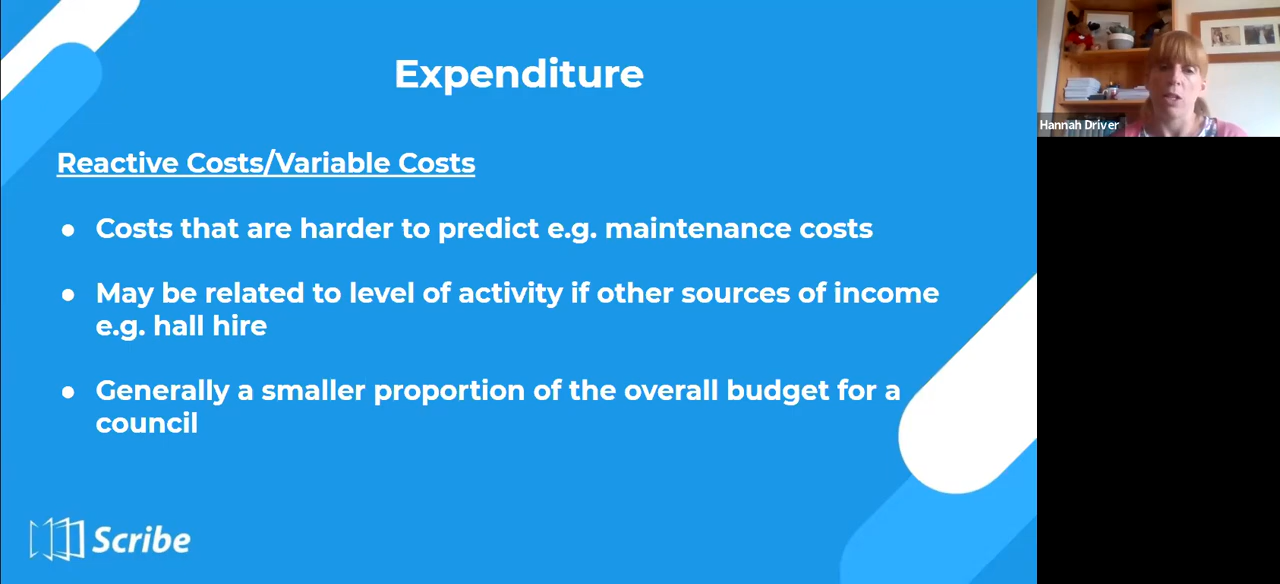 Expenditure
Hannah Driver
Reactive Costs/Variable Costs
● Costs that are harder to predict e.g. maintenance costs
● May be related to level of activity if other sources of income
e.g. hall hire
● Generally a smaller proportion of the overall budget for a
council
Scribe